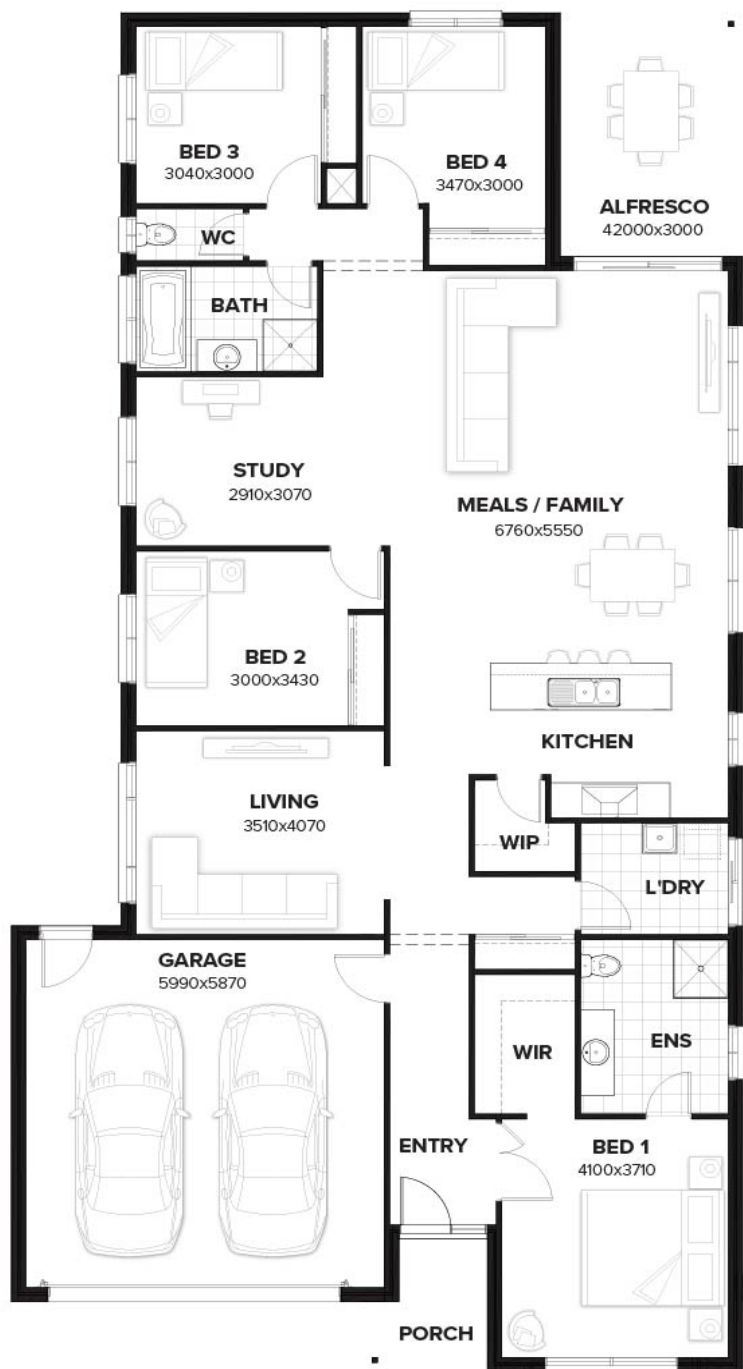 BED 3
3040x3000
BED 4
3470x3000
ALFRESCO
42000x3000
WC
BATH
STUDY
2910x3070
MEALS / FAMILY
6760x5550
BED 2
3000x3430
KITCHEN
LIVING
3510x4070
WIP
L'DRY
GARAGE
5990x5870
WIR
ENS
ENTRY
BED 1
4100x3710
PORCH